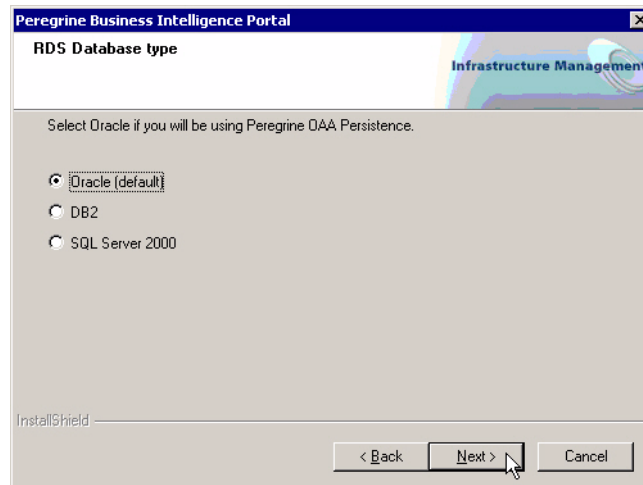 Peregrine Business Intelligence Portal
RDS Database type
Infrastructure Management
Select Oracle if you will be using Peregrine OAA Persistence.
Oracle (default)
DB2
SQL Server 2000
InstallShield
< Back Next > Cancel